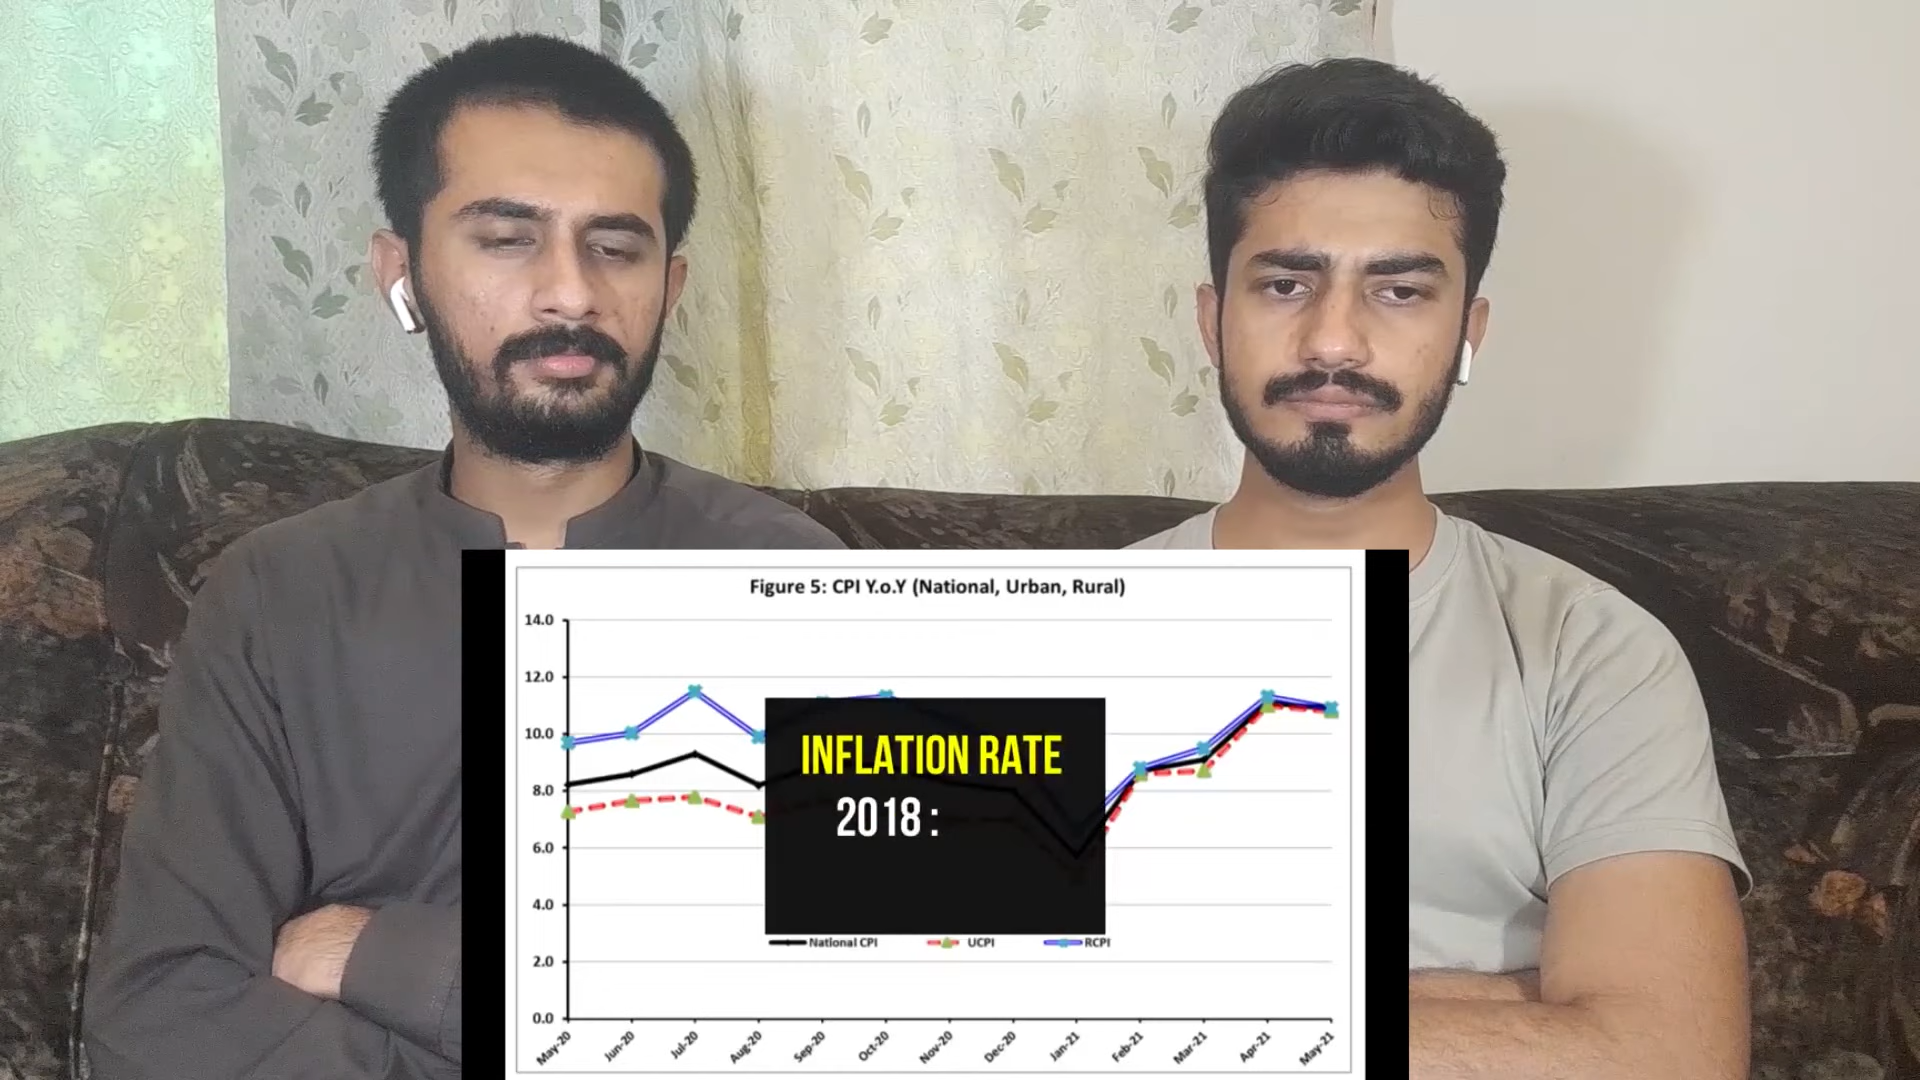 Figure 5: CPI Y.o.Y (National, Urban, Rural)
14.0
12.0
10.0
8.0
6.0
4.0
2.0
0.0
INFLATION RATE
2018 :
National CPI UCPI RCPI
May-20 Jun-20 Jul-20 Aug-20 Sep-20 Oct-20 Nov-20 Dec-20 Jan-21 Feb-21 Mar-21 Apr-21 May-21